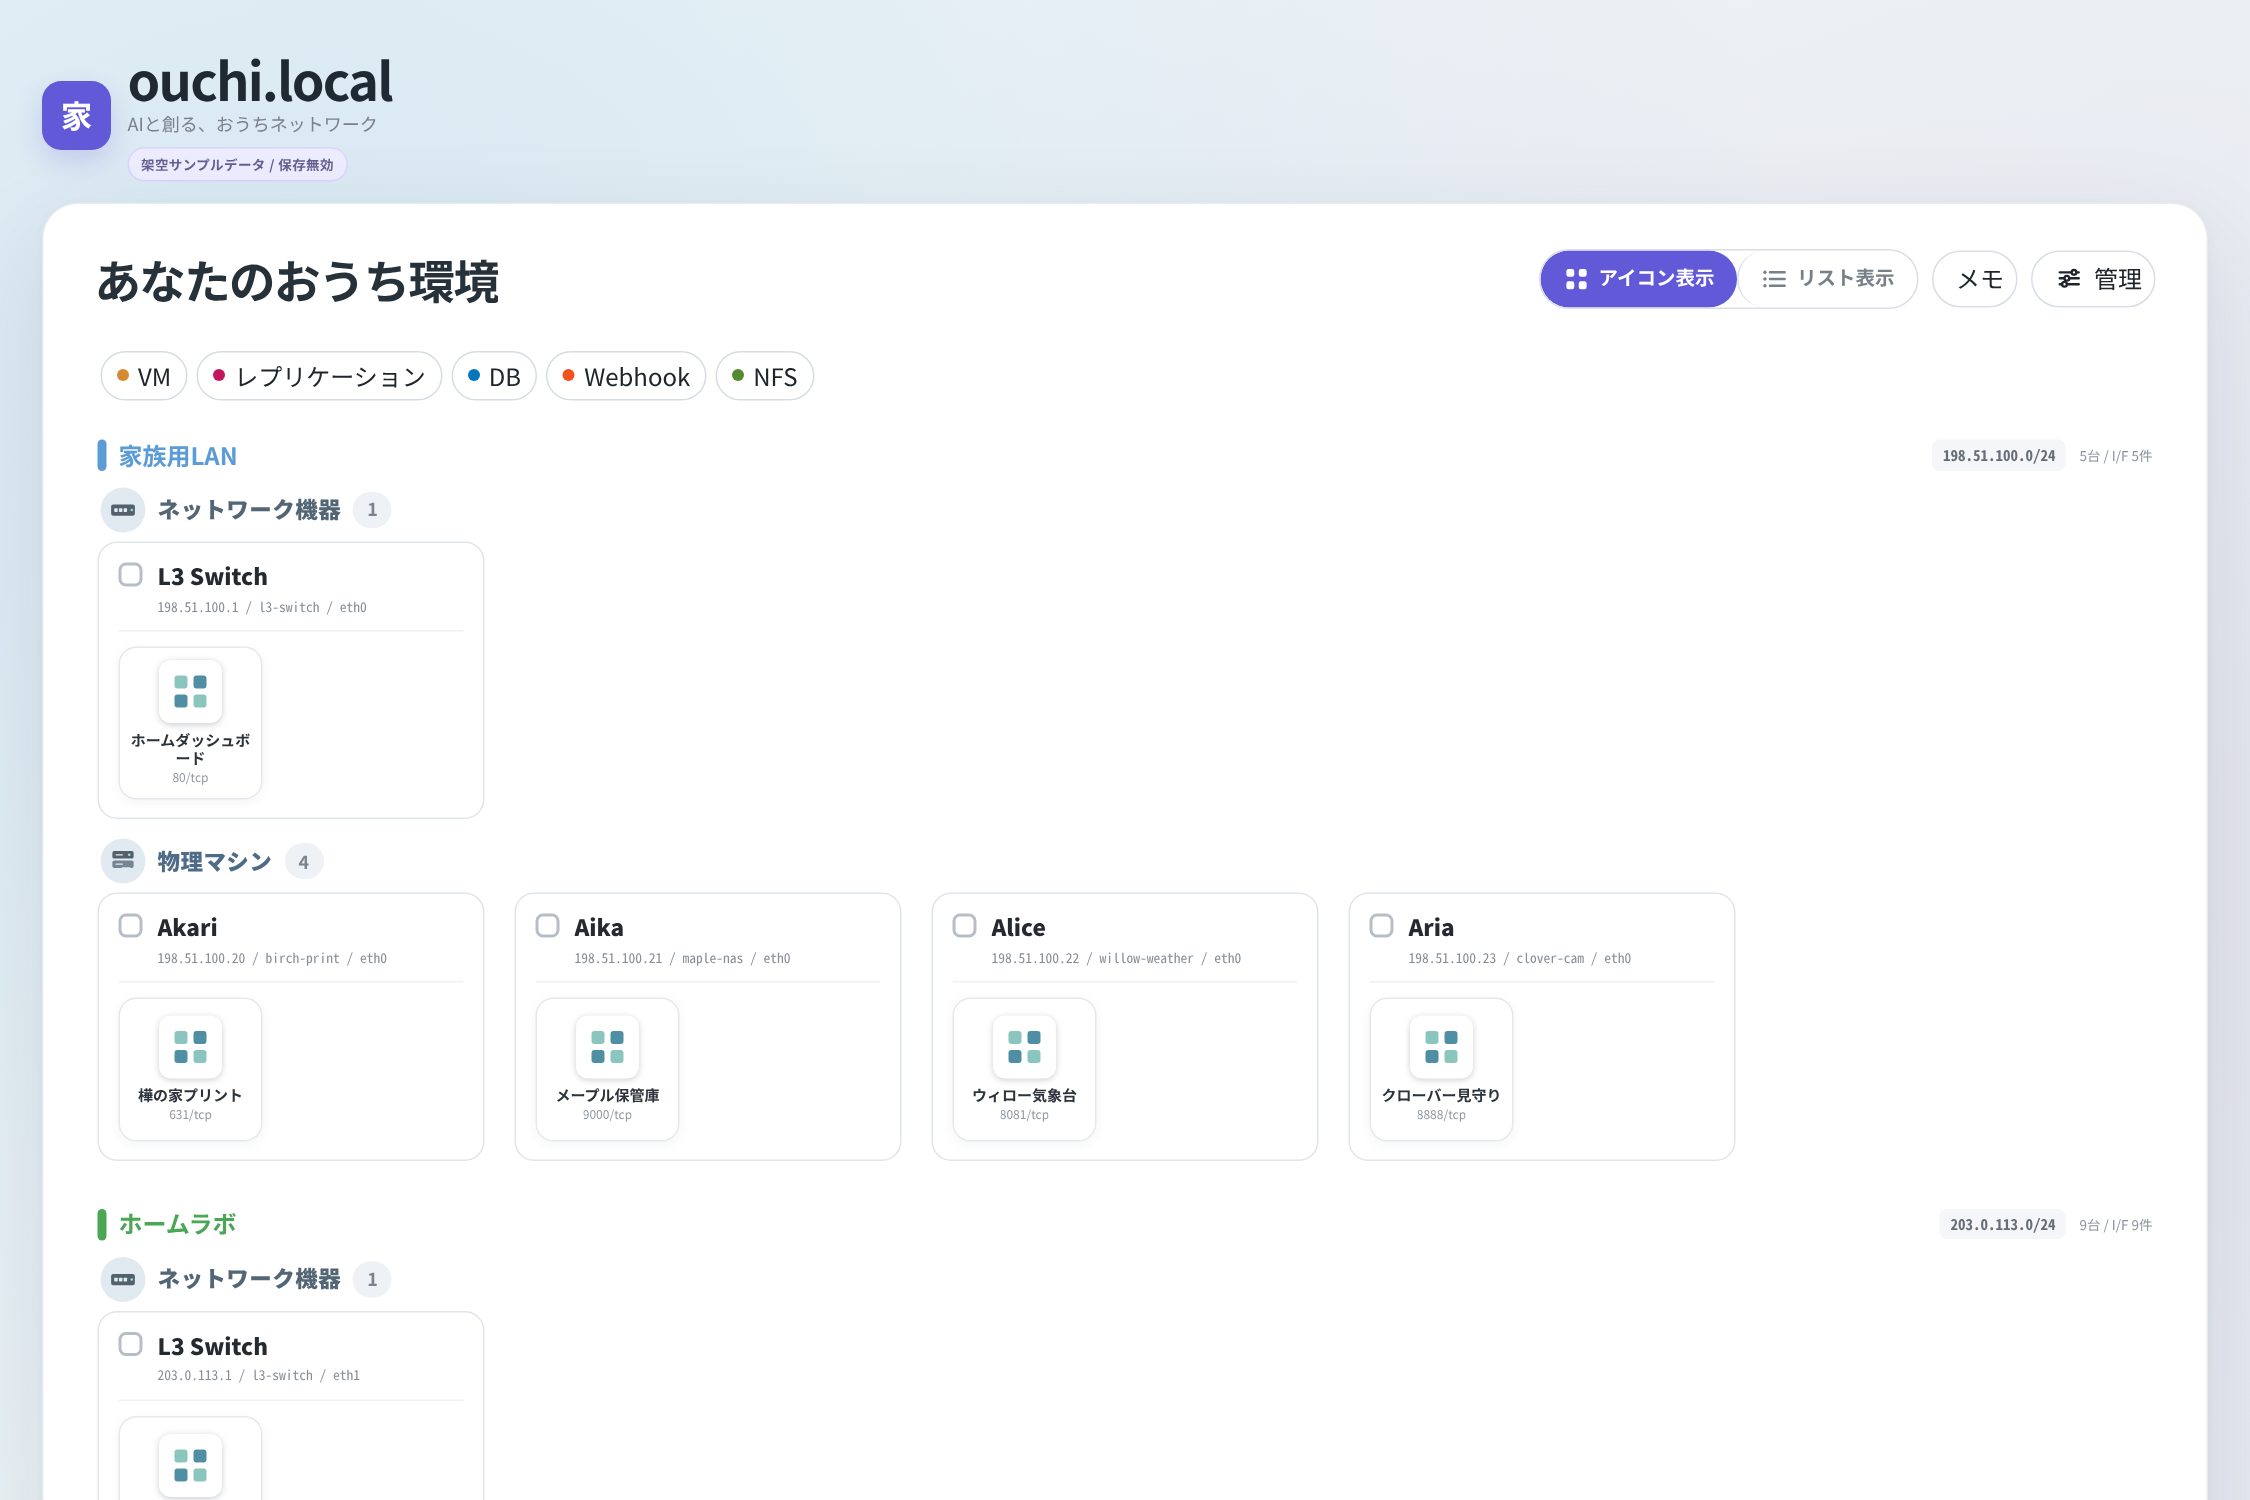 家
ouchi.local
AIと創る、おうちネットワーク
架空サンプルデータ / 保存無効
あなたのおうち環境
アイコン表示
リスト表示
メモ
管理
VM
レプリケーション
DB
Webhook
NFS
家族用LAN
198.51.100.0/24
5台 / I/F 5件
ネットワーク機器
1
L3 Switch
198.51.100.1 / l3-switch / eth0
ホームダッシュボ
ード
80/tcp
物理マシン
4
Akari
198.51.100.20 / birch-print / eth0
樺の家プリント
631/tcp
Aika
198.51.100.21 / maple-nas / eth0
メープル保管庫
9000/tcp
Alice
198.51.100.22 / willow-weather / eth0
ウィロー気象台
8081/tcp
Aria
198.51.100.23 / clover-cam / eth0
クローバー見守り
8888/tcp
ホームラボ
203.0.113.0/24
9台 / I/F 9件
ネットワーク機器
1
L3 Switch
203.0.113.1 / l3-switch / eth1